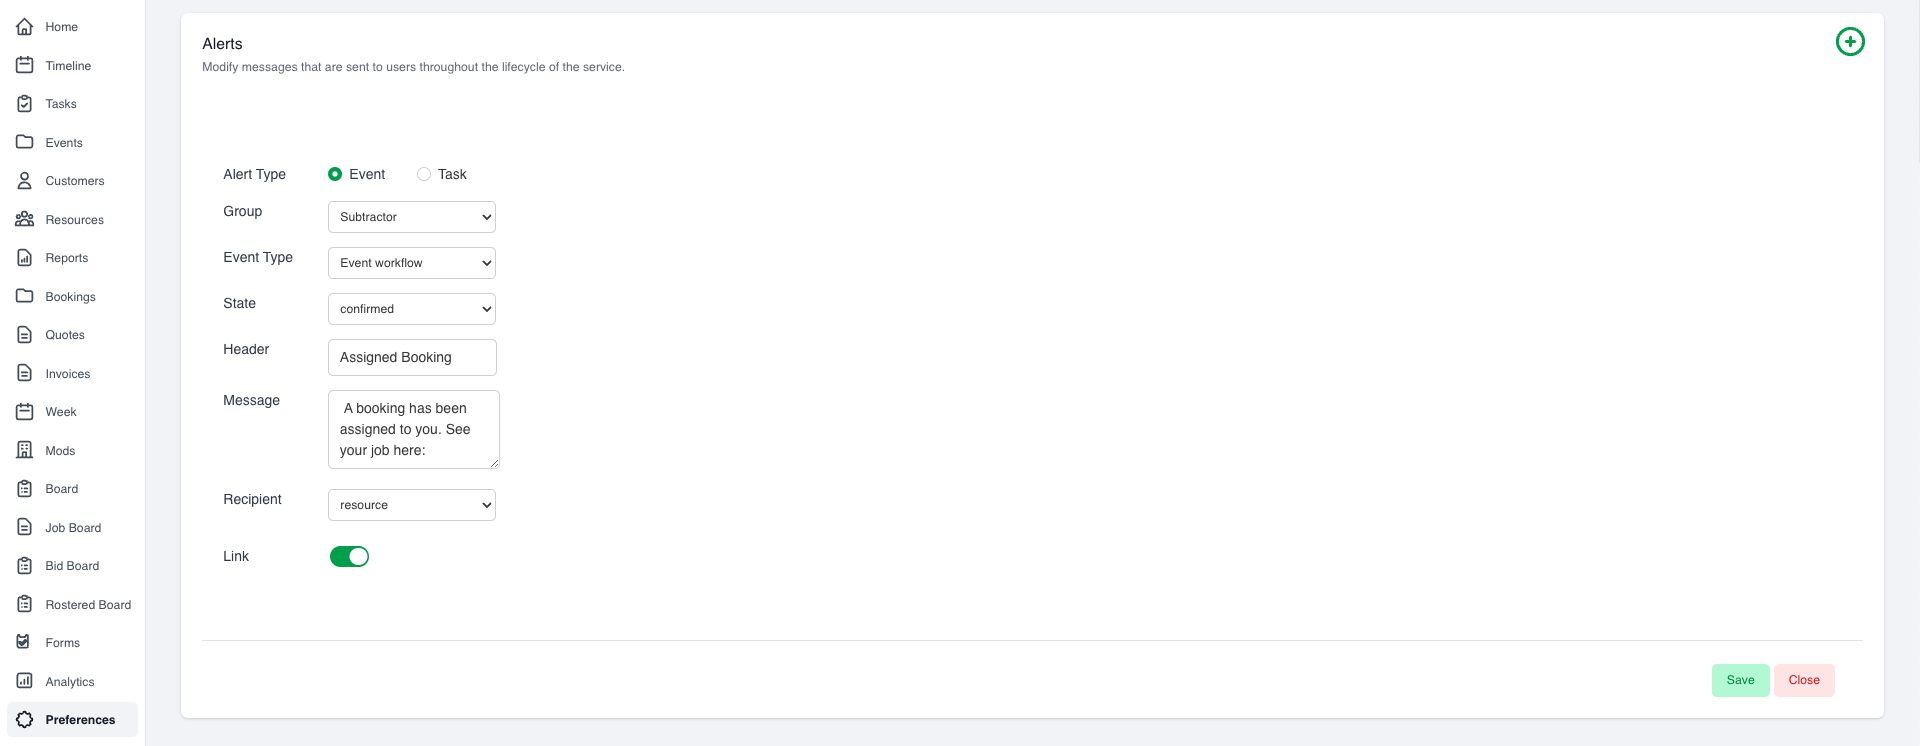 Home
Timeline
Tasks
Events
Customers
Resources
Reports
Bookings
Quotes
Invoices
Week
Mods
Board
Job Board
Bid Board
Rostered Board
Forms
Analytics
Preferences
Alerts
Modify messages that are sent to users throughout the lifecycle of the service.
Alert Type Event Task
Group Subtractor
Event Type Event workflow
State confirmed
Header Assigned Booking
Message A booking has been
assigned to you. See
your job here:
Recipient resource
Link
Save Close